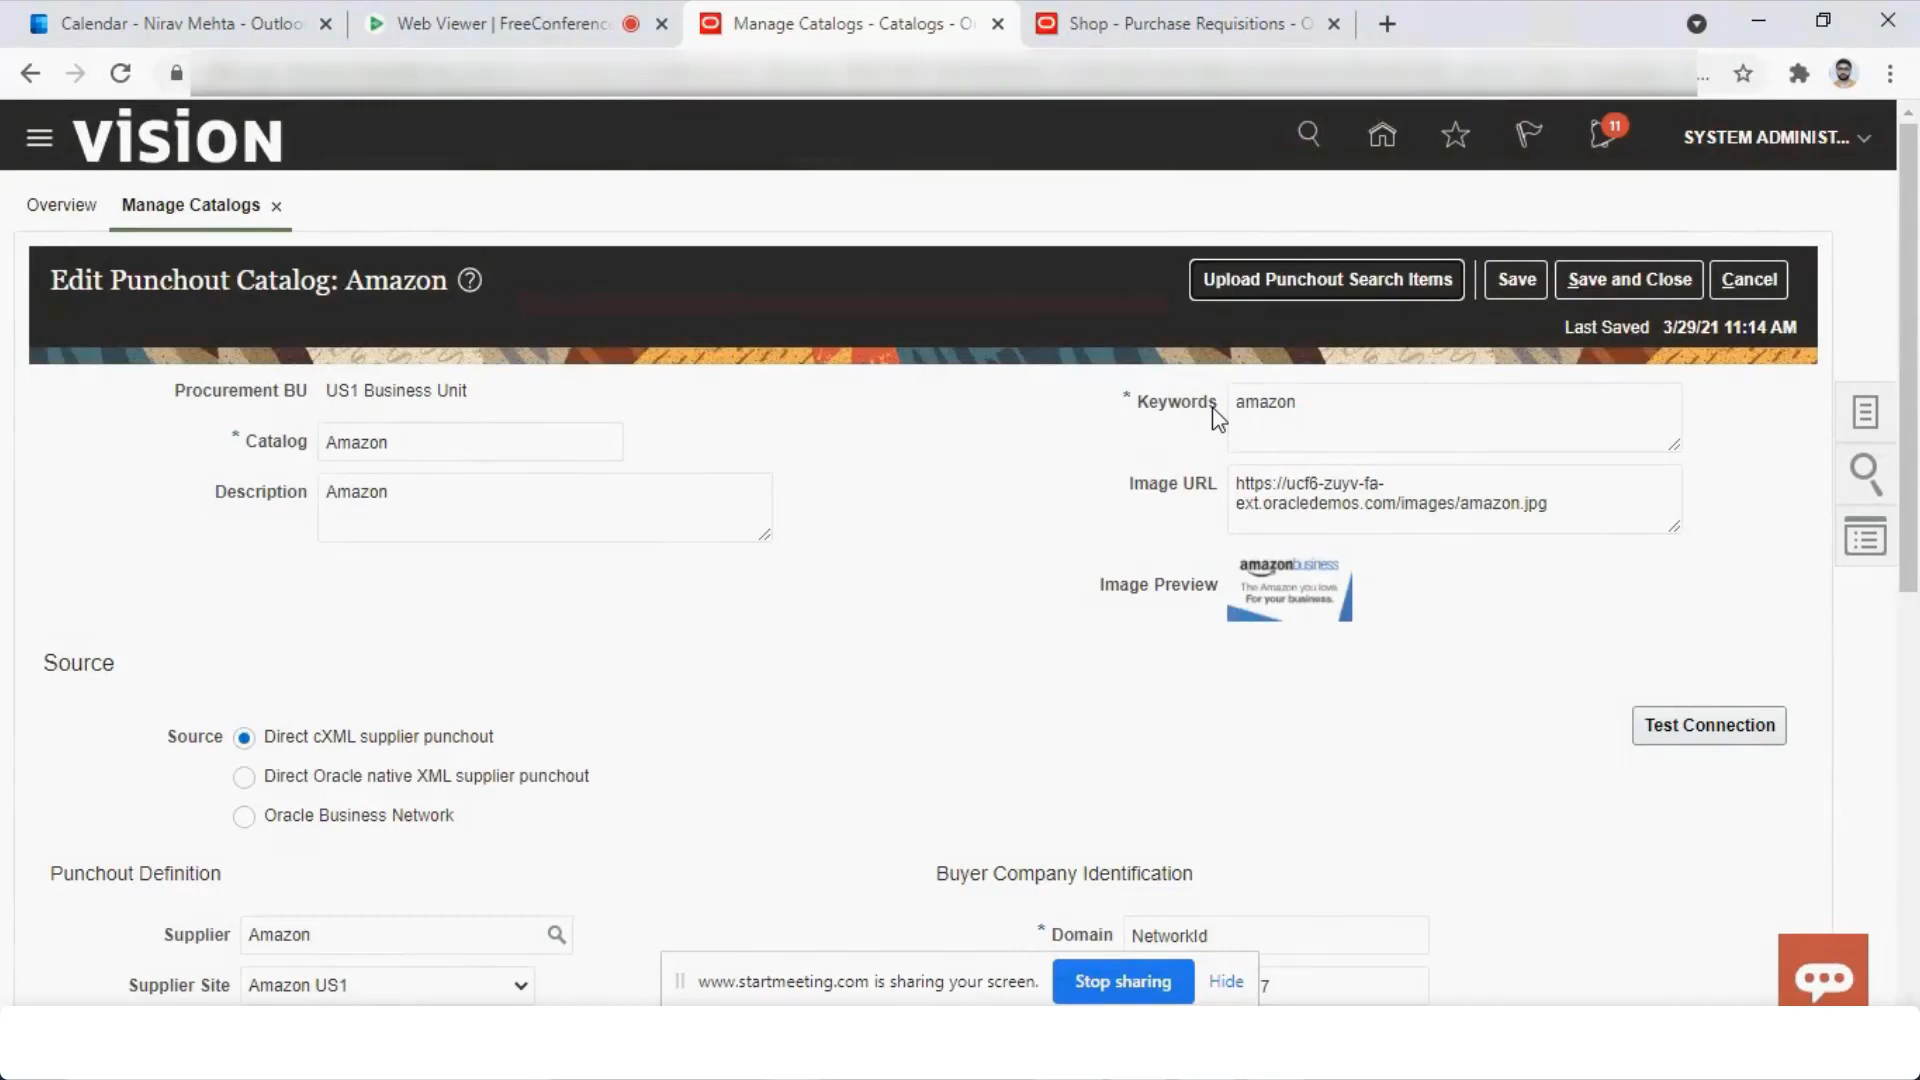 Calendar - Nirav Mehta - Outloo
Web Viewer | FreeConferenc
Manage Catalogs - Catalogs - O
Shop - Purchase Requisitions - O
...
vision
11
SYSTEM ADMINIST...
Overview
Manage Catalogs
Edit Punchout Catalog: Amazon
Upload Punchout Search Items
Save
Save and Close
Cancel
Last Saved 3/29/21 11:14 AM
Procurement BU US1 Business Unit
* Catalog Amazon
Description Amazon
* Keywords amazon
Image URL https://ucf6-zuyv-fa-
ext.oracledemos.com/images/amazon.jpg
Image Preview
amazonbusiness
The Amazon you love.
For your business.
Source
Source Direct cXML supplier punchout
Direct Oracle native XML supplier punchout
Oracle Business Network
Test Connection
Punchout Definition
Buyer Company Identification
Supplier Amazon
* Domain NetworkId
Supplier Site Amazon US1
7
www.startmeeting.com is sharing your screen.
Stop sharing
Hide